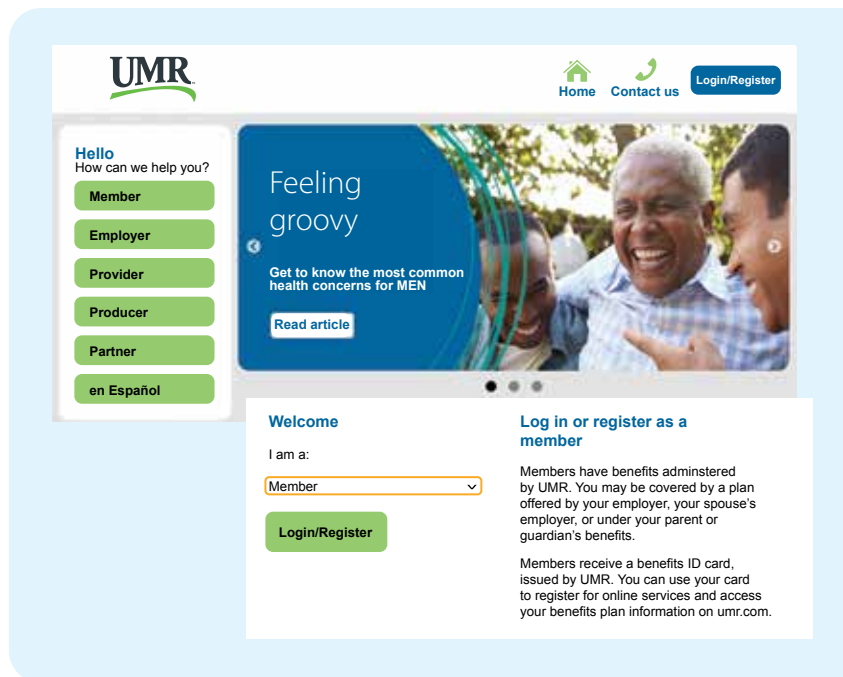 UMR
Home
Contact us
Login/Register
Hello
How can we help you?
Member
Employer
Provider
Producer
Partner
en Español
Feeling
groovy
Get to know the most common
health concerns for MEN
Read article
Welcome
I am a:
Member
Login/Register
Log in or register as a
member
Members have benefits adminstered
by UMR. You may be covered by a plan
offered by your employer, your spouse's
employer, or under your parent or
guardian's benefits.
Members receive a benefits ID card,
issued by UMR. You can use your card
to register for online services and access
your benefits plan information on umr.com.